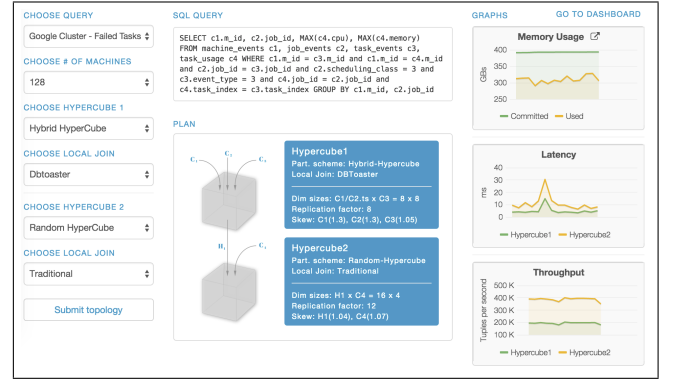 CHOOSE QUERY
Google Cluster - Failed Tasks
CHOOSE # OF MACHINES
128
CHOOSE HYPERCUBE 1
Hybrid HyperCube
CHOOSE LOCAL JOIN
Dbtoaster
CHOOSE HYPERCUBE 2
Random HyperCube
CHOOSE LOCAL JOIN
Traditional
Submit topology
SQL QUERY
SELECT c1.m_id, c2.job_id, MAX(c4.cpu), MAX(c4.memory)
FROM machine_events c1, job_events c2, task_events c3,
task_usage c4 WHERE c1.m_id = c3.m_id and c1.m_id = c4.m_id
and c2.job_id = c3.job_id and c2.scheduling_class = 3 and
c3.event_type = 3 and c4.job_id = c2.job_id and
c4.task_index = c3.task_index GROUP BY c1.m_id, c2.job_id
PLAN
Hypercube1
Part. scheme: Hybrid-Hypercube
Local Join: DBToaster
Dim sizes: C1/C2.ts x C3 = 8 x 8
Replication factor: 8
Skew: C1(1.3), C2(1.3), C3(1.05)
H₁ C₄
Hypercube2
Part. scheme: Random-Hypercube
Local Join: Traditional
Dim sizes: H1 x C4 = 16 x 4
Replication factor: 12
Skew: H1(1.04), C4(1.07)
GRAPHS GO TO DASHBOARD
Memory Usage
GBs
400
350
300
250
Committed Used
Latency
ms
40
30
20
10
0
Hypercube1 Hypercube2
Throughput
Tuples per second
500 K
400 K
300 K
200 K
100 K
Hypercube1 Hypercube2